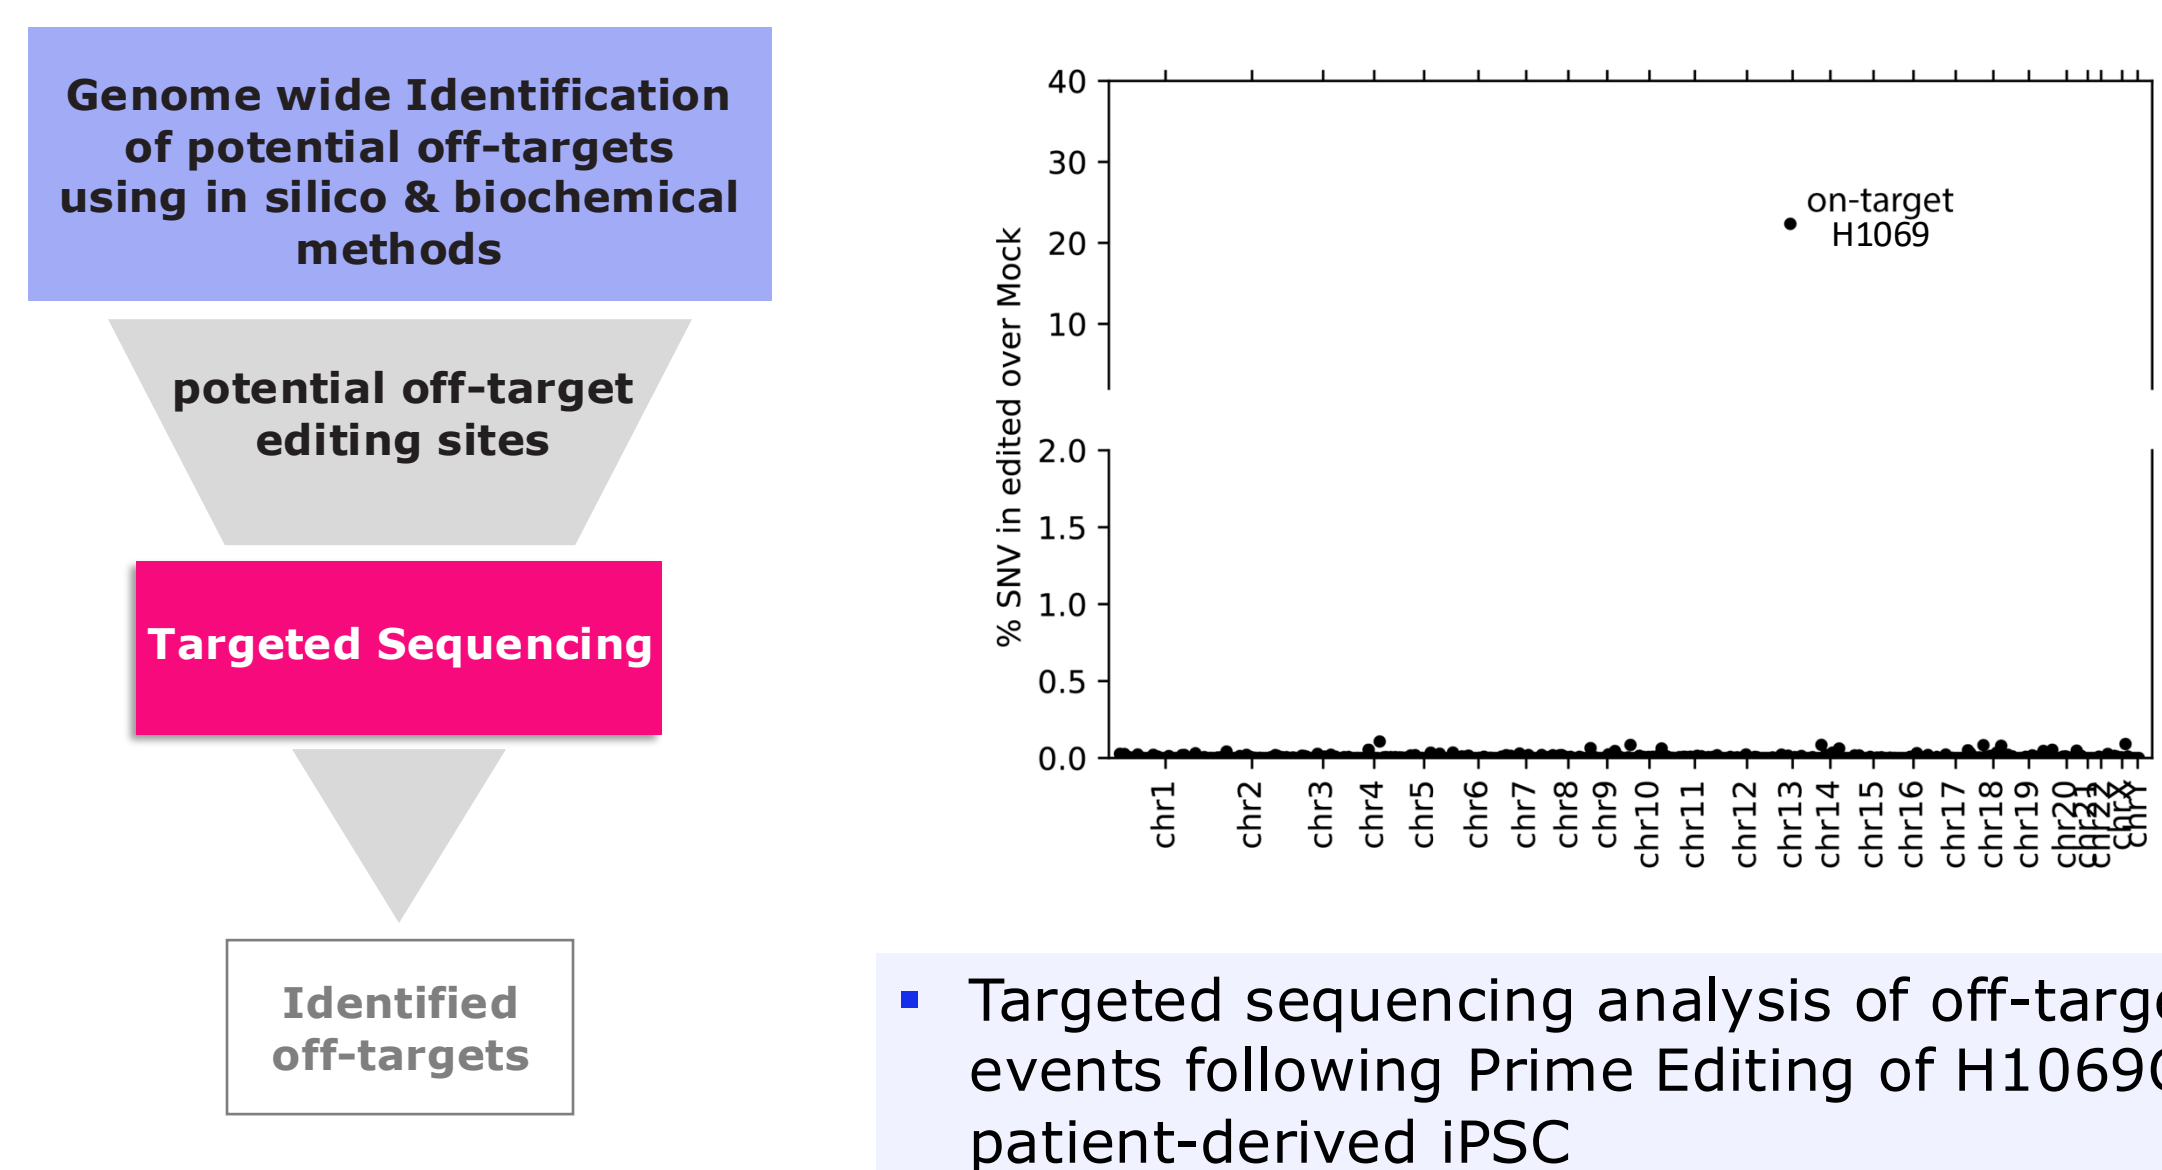 Genome wide Identification
of potential off-targets
using in silico & biochemical
methods
potential off-target
editing sites
Targeted Sequencing
Identified
off-targets
% SNV in edited over Mock
40
30
20
10
2.0
1.5
1.0
0.5
0.0
on-target
H1069
chr1
chr2
chr3
chr4
chr5
chr6
chr7
chr8
chr9
chr10
chr11
chr12
chr13
chr14
chr15
chr16
chr17
chr18
chr19
chr20
chr21
chr22
chrX
chrY
Targeted sequencing analysis of off-targe
events following Prime Editing of H1069
patient-derived iPSC